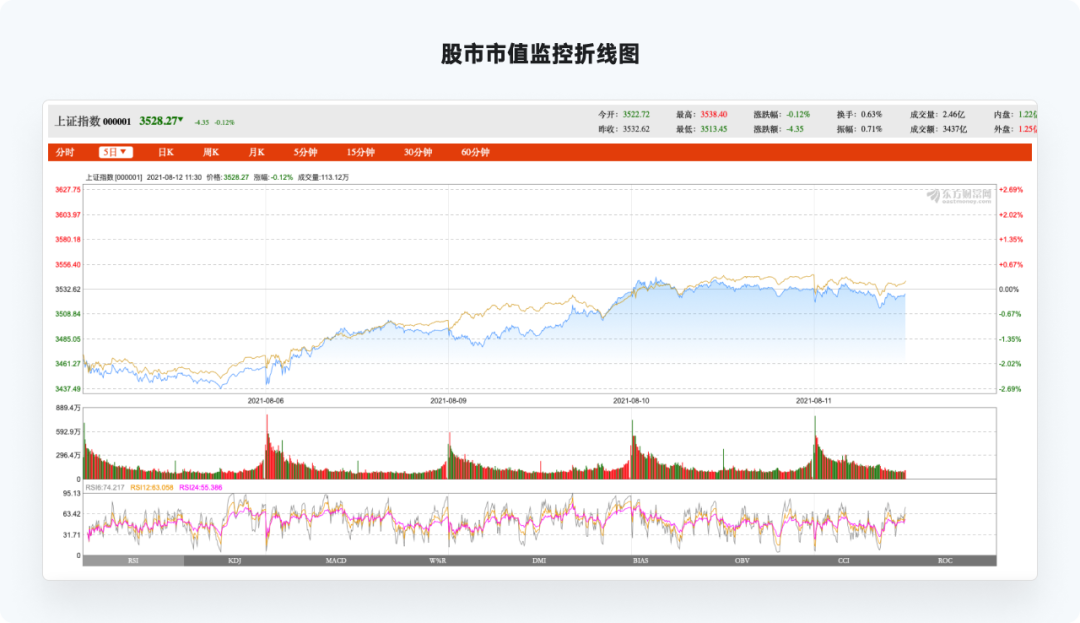 股市市值监控折线图
上证指数 000001 3528.27▼ -4.35 -0.12%
今开: 3522.72 最高: 3538.40 涨跌幅: -0.12% 换手: 0.63% 成交量: 2.46亿 内盘: 1.22亿
昨收: 3532.62 最低: 3513.45 涨跌额: -4.35 振幅: 0.71% 成交额: 3437亿 外盘: 1.25亿
分时 5日▼ 日K 周K 月K 5分钟 15分钟 30分钟 60分钟
上证指数[000001] 2021-08-12 11:30 价格:3528.27 涨幅:-0.12% 成交量:113.12万
东方财富网
eastmoney.com
3627.75 +2.69%
3603.97 +2.02%
3580.18 +1.35%
3556.40 +0.67%
3532.62 0.00%
3508.84 -0.67%
3485.05 -1.35%
3461.27 -2.02%
3437.49 -2.69%
2021-08-06 2021-08-09 2021-08-10 2021-08-11
889.4万
592.9万
296.4万
0
RSI6:74.217 RSI12:63.058 RSI24:55.386
95.13
63.42
31.71
0
RSI KDJ MACD W%R DMI BIAS OBV CCI ROC